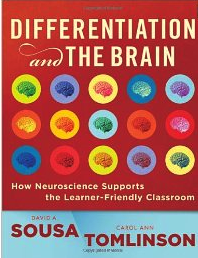 DIFFERENTIATION
and THE BRAIN
How Neuroscience Supports
the Learner-Friendly Classroom
DAVID A.
SOUSA
CAROL ANN
TOMLINSON